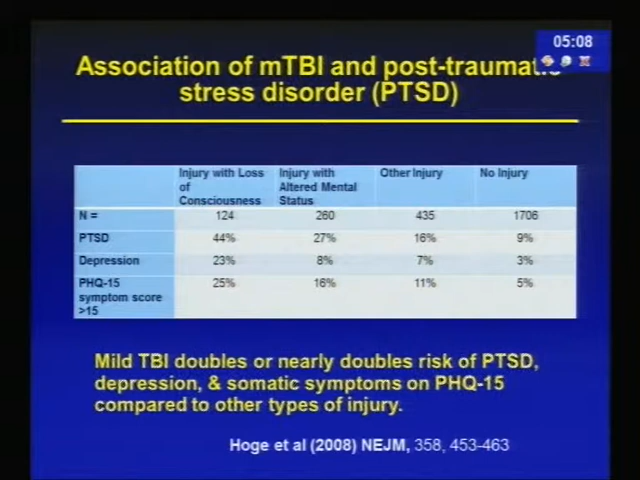 05:08
Association of mTBI and post-traumatic
stress disorder (PTSD)
Injury with Loss of Consciousness Injury with Altered Mental Status Other Injury No Injury
N = 124 260 435 1706
PTSD 44% 27% 16% 9%
Depression 23% 8% 7% 3%
PHQ-15 symptom score >15 25% 16% 11% 5%
Mild TBI doubles or nearly doubles risk of PTSD,
depression, & somatic symptoms on PHQ-15
compared to other types of injury.
Hoge et al (2008) NEJM, 358, 453-463